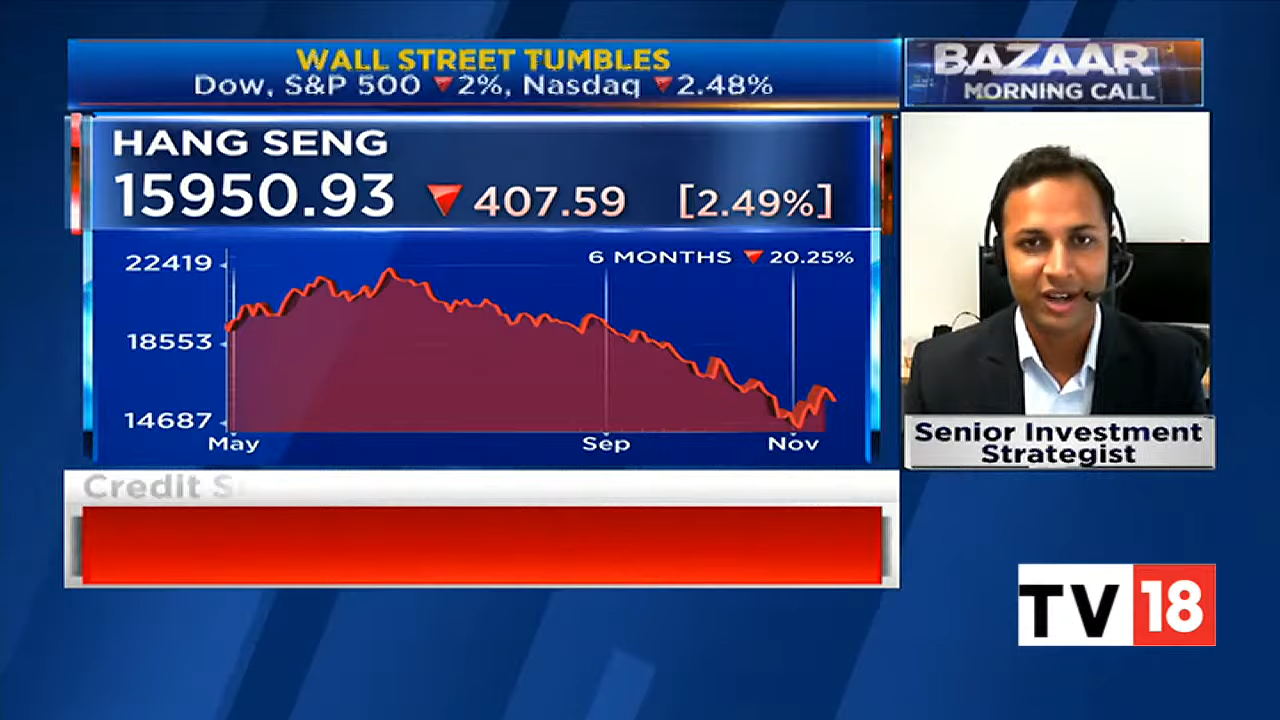 WALL STREET TUMBLES
Dow, S&P 500 ▼2%, Nasdaq ▼2.48%
BAZAAR
MORNING CALL
HANG SENG
15950.93 ▼ 407.59 [2.49%]
6 MONTHS ▼ 20.25%
22419
18553
14687
May Sep Nov
Senior Investment
Strategist
Credit S
TV18